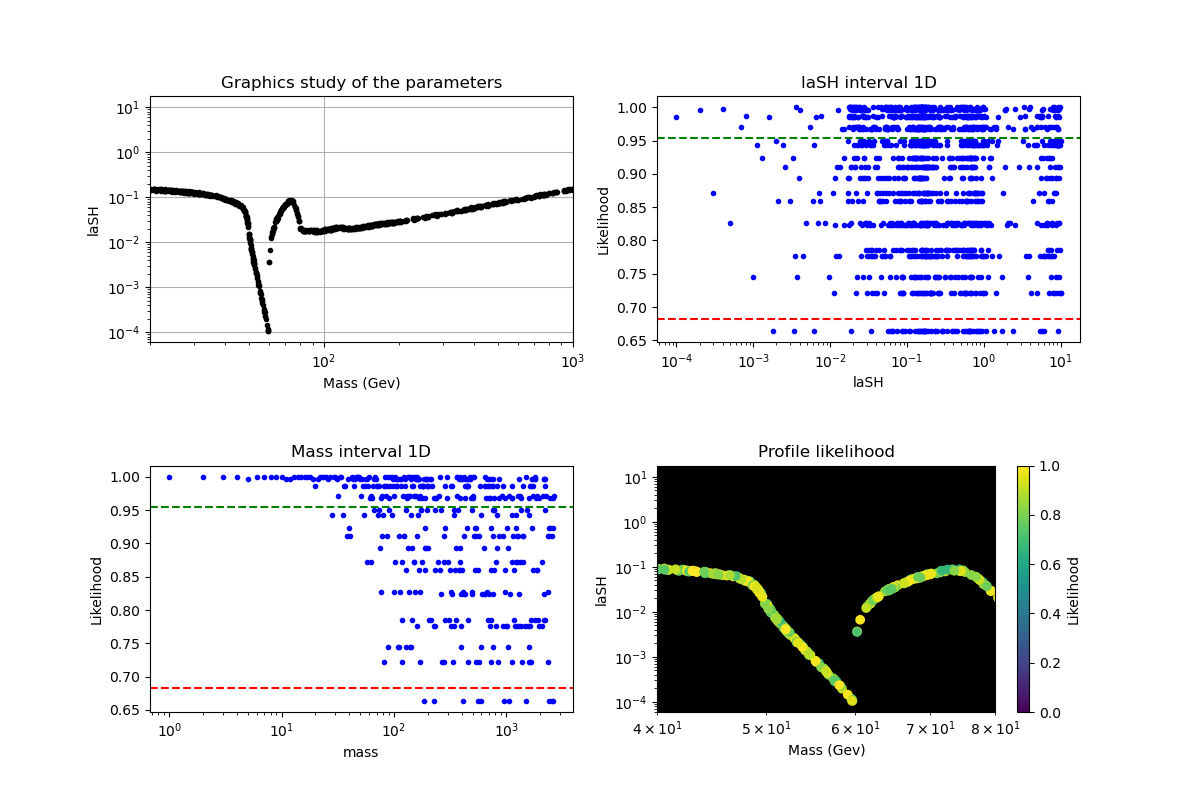 Graphics study of the parameters
laSH
10¹
10⁰
10⁻¹
10⁻²
10⁻³
10⁻⁴
10²
10³
Mass (Gev)
laSH interval 1D
Likelihood
1.00
0.95
0.90
0.85
0.80
0.75
0.70
0.65
10⁻⁴
10⁻³
10⁻²
10⁻¹
10⁰
10¹
laSH
Mass interval 1D
Likelihood
1.00
0.95
0.90
0.85
0.80
0.75
0.70
0.65
10⁰
10¹
10²
10³
mass
Profile likelihood
laSH
10¹
10⁰
10⁻¹
10⁻²
10⁻³
10⁻⁴
4 × 10¹
5 × 10¹
6 × 10¹
7 × 10¹
8 × 10¹
Mass (Gev)
1.0
0.8
0.6
0.4
0.2
0.0
Likelihood